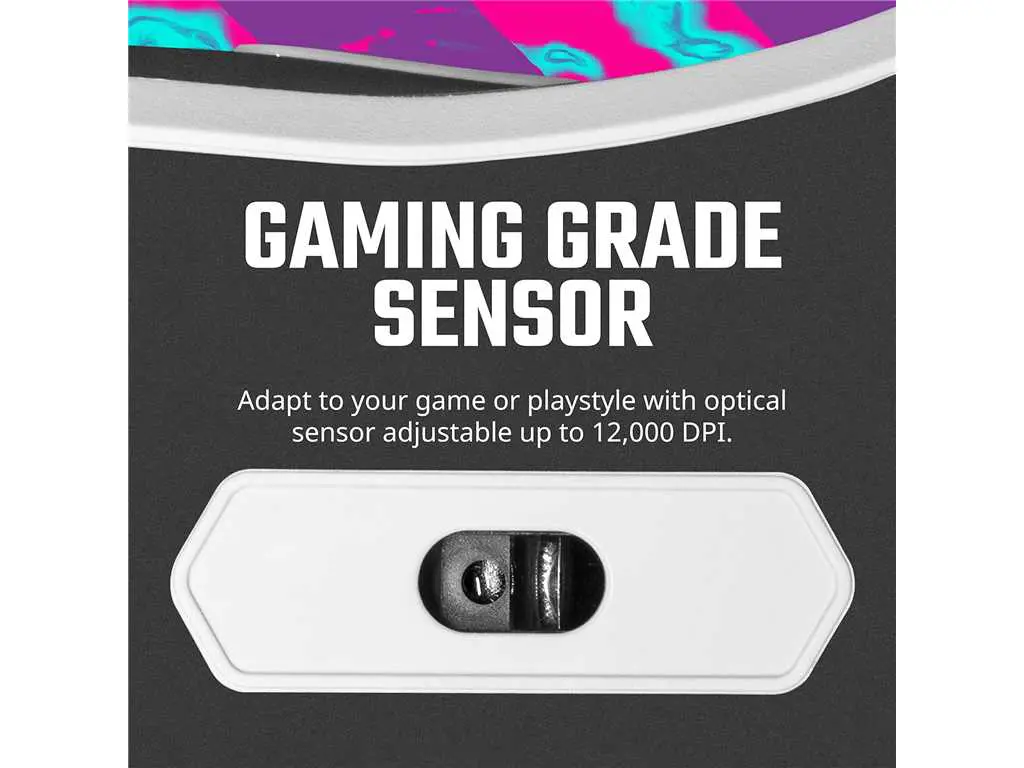 GAMING GRADE
SENSOR
Adapt to your game or playstyle with optical
sensor adjustable up to 12,000 DPI.